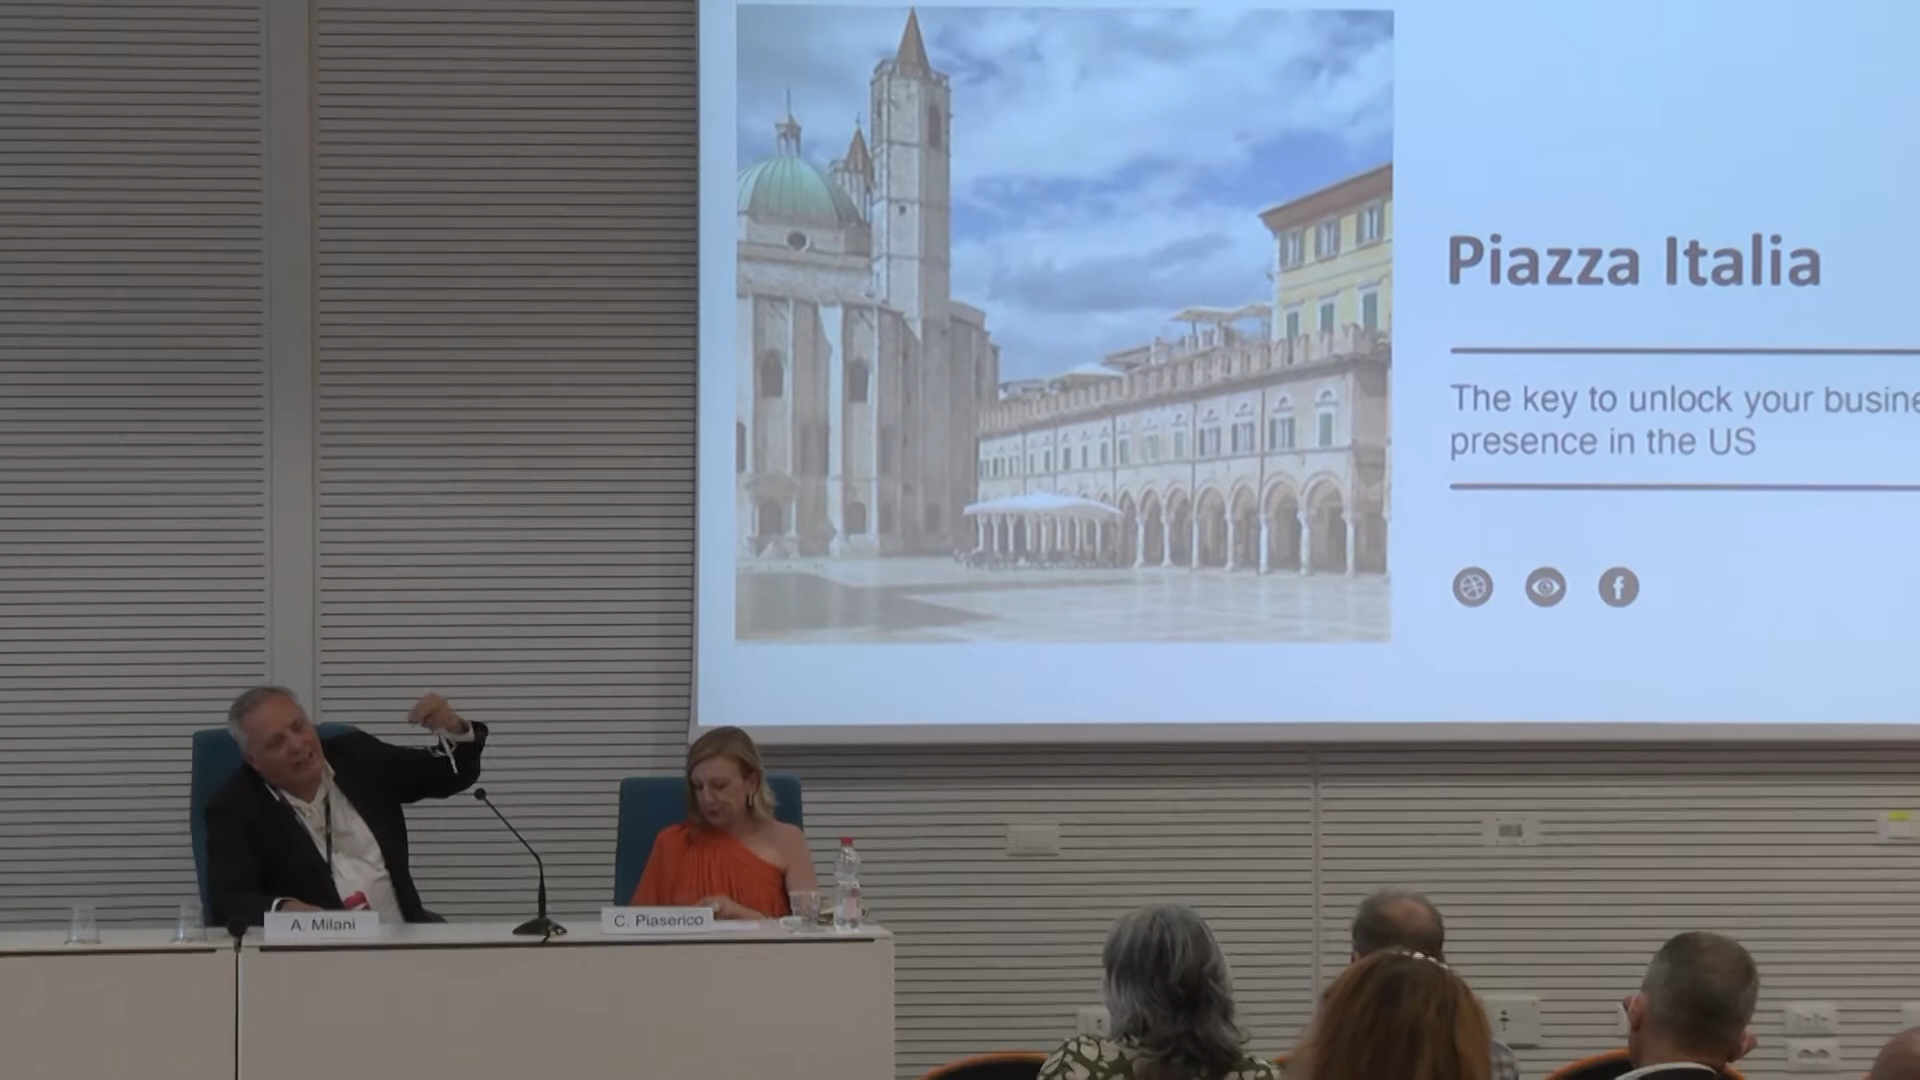 Piazza Italia
The key to unlock your busine
presence in the US
A. Milani
C. Piaserico